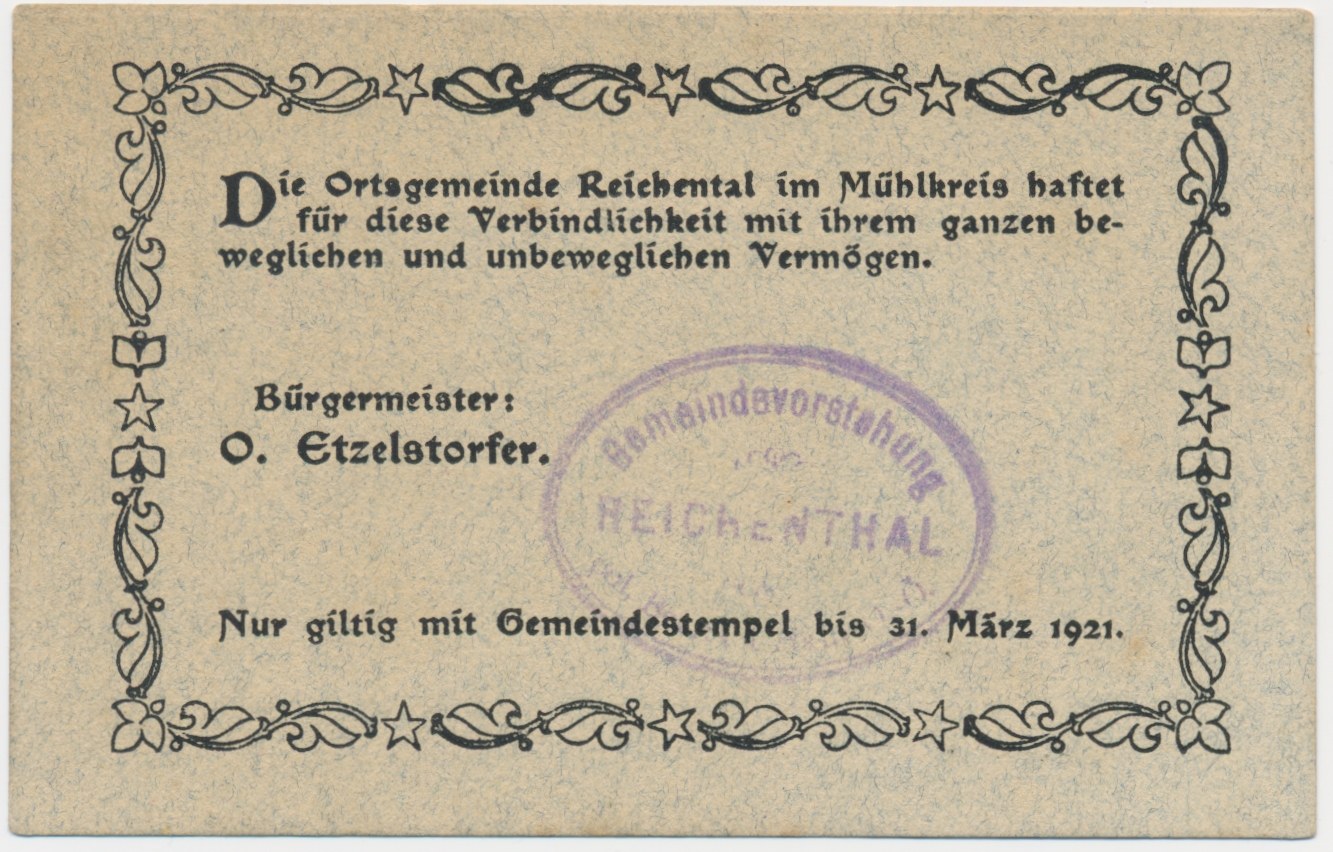 Die Ortsgemeinde Reichental im Mühlkreis haftet
für diese Verbindlichkeit mit ihrem ganzen be-
weglichen und unbeweglichen Vermögen.
Bürgermeister:
O. Etzelstorfer.
Gemeindevorstehung
REICHENTHAL
Nur giltig mit Gemeindestempel bis 31. März 1921.